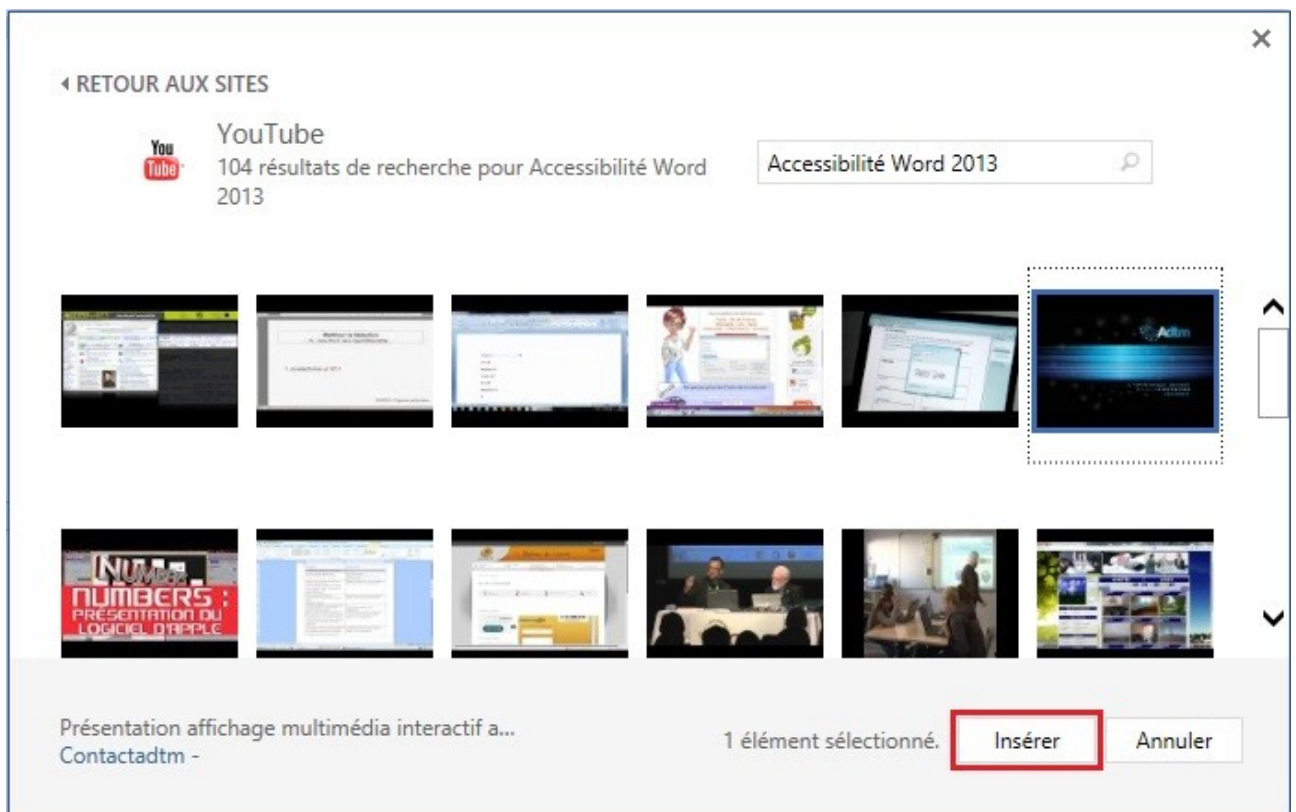 RETOUR AUX SITES
You
Tube
YouTube
104 résultats de recherche pour Accessibilité Word
2013
Accessibilité Word 2013
Adtm
NUMBERS :
PRÉSENTATION DU
LOGICIEL D'APPLE
Présentation affichage multimédia interactif a...
Contactadtm -
1 élément sélectionné.
Insérer
Annuler